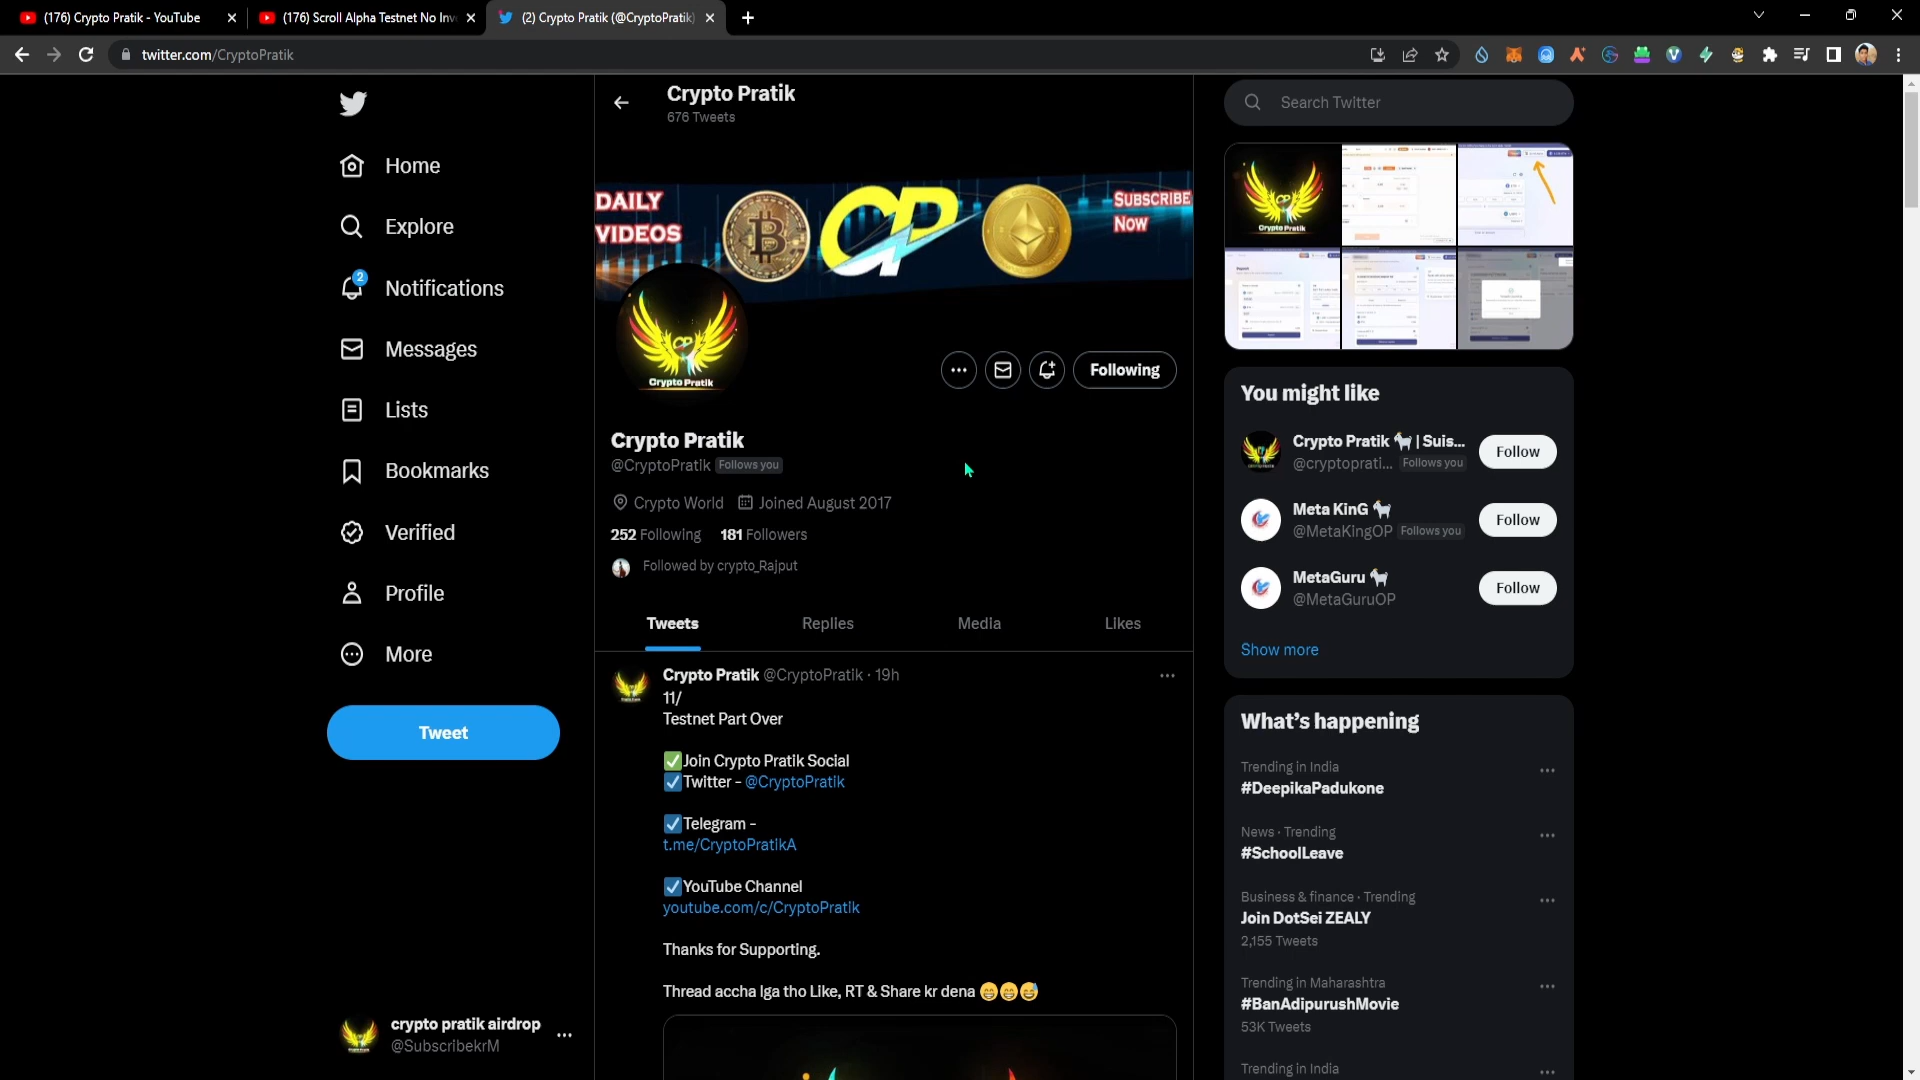 (176) Crypto Pratik - YouTube
(176) Scroll Alpha Testnet No Inv
(2) Crypto Pratik (@CryptoPratik)
twitter.com/CryptoPratik
Home
Explore
2
Notifications
Messages
Lists
Bookmarks
Verified
Profile
More
Tweet
crypto pratik airdrop
@SubscribekrM
Crypto Pratik
676 Tweets
DAILY
VIDEOS
CP
SUBSCRIBE
NOW
CP
Crypto Pratik
Following
Crypto Pratik
@CryptoPratik Follows you
Crypto World Joined August 2017
252 Following 181 Followers
Followed by crypto_Rajput
Tweets Replies Media Likes
Crypto Pratik @CryptoPratik · 19h
11/
Testnet Part Over
✅Join Crypto Pratik Social
☑Twitter - @CryptoPratik
☑Telegram -
t.me/CryptoPratikA
☑YouTube Channel
youtube.com/c/CryptoPratik
Thanks for Supporting.
Thread accha lga tho Like, RT & Share kr dena 😁😁😅
Search Twitter
CP
Crypto Pratik
You might like
Crypto Pratik 🐐 | Suis...
@cryptoprati... Follows you
Follow
Meta KinG 🐐
@MetaKingOP Follows you
Follow
MetaGuru 🐐
@MetaGuruOP
Follow
Show more
What's happening
Trending in India
#DeepikaPadukone
News · Trending
#SchoolLeave
Business & finance · Trending
Join DotSei ZEALY
2,155 Tweets
Trending in Maharashtra
#BanAdipurushMovie
53K Tweets
Trending in India